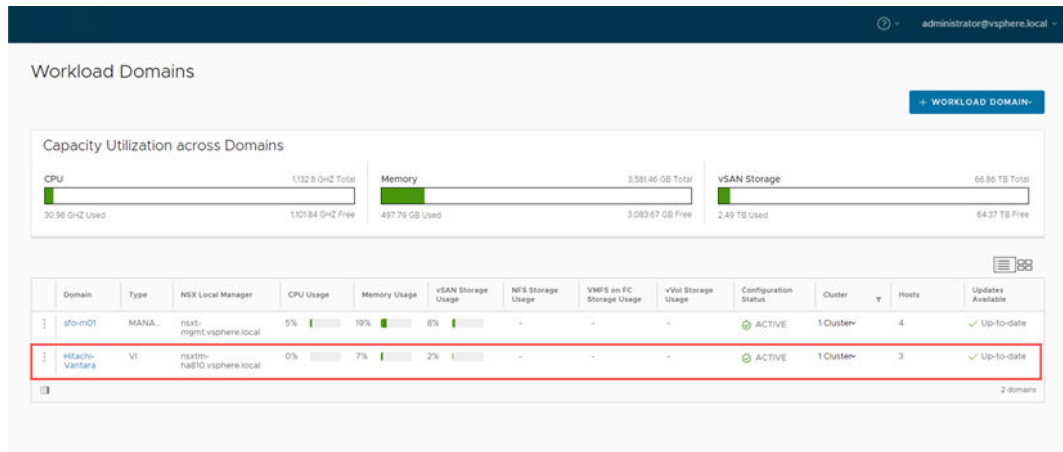 administrator@vsphere.local
Workload Domains
+ WORKLOAD DOMAIN
Capacity Utilization across Domains
CPU 1,132.8 GHZ Total
30.96 GHZ Used 1,101.84 GHZ Free
Memory 3,581.46 GB Total
497.79 GB Used 3,083.67 GB Free
vSAN Storage 66.86 TB Total
2.49 TB Used 64.37 TB Free
Domain Type NSX Local Manager CPU Usage Memory Usage vSAN Storage Usage NFS Storage Usage VMFS on FC Storage Usage vVol Storage Usage Configuration Status Cluster Hosts Updates Available
sfo-m01 MANA... nsxt-mgmt.vsphere.local 5% 19% 8% - - - ACTIVE 1 Cluster 4 Up-to-date
Hitachi-Vantara VI nsxtm-ha810.vsphere.local 0% 7% 2% - - - ACTIVE 1 Cluster 3 Up-to-date
2 domains